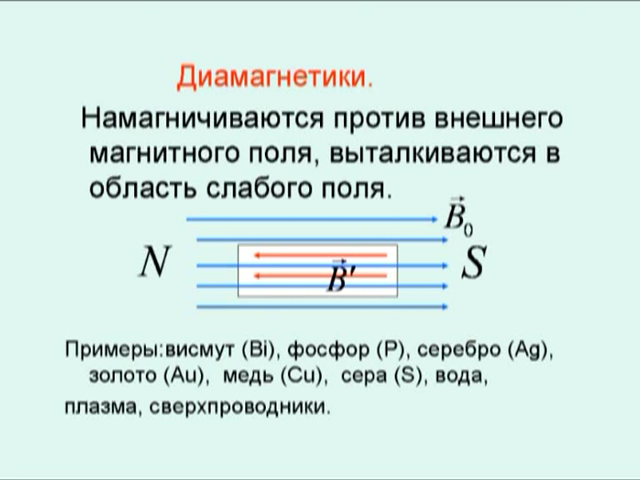 Диамагнетики.
Намагничиваются против внешнего
магнитного поля, выталкиваются в
область слабого поля.
B⃗₀
N B⃗′ S
Примеры:висмут (Bi), фосфор (P), серебро (Ag),
золото (Au), медь (Cu), сера (S), вода,
плазма, сверхпроводники.